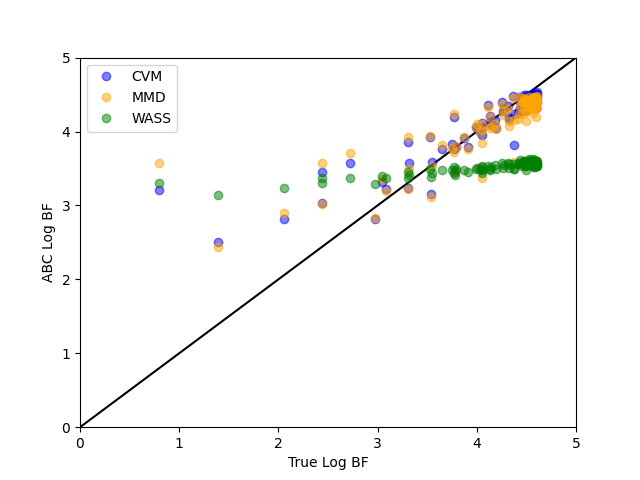 5
4
3
2
1
0
ABC Log BF
CVM
MMD
WASS
0 1 2 3 4 5
True Log BF